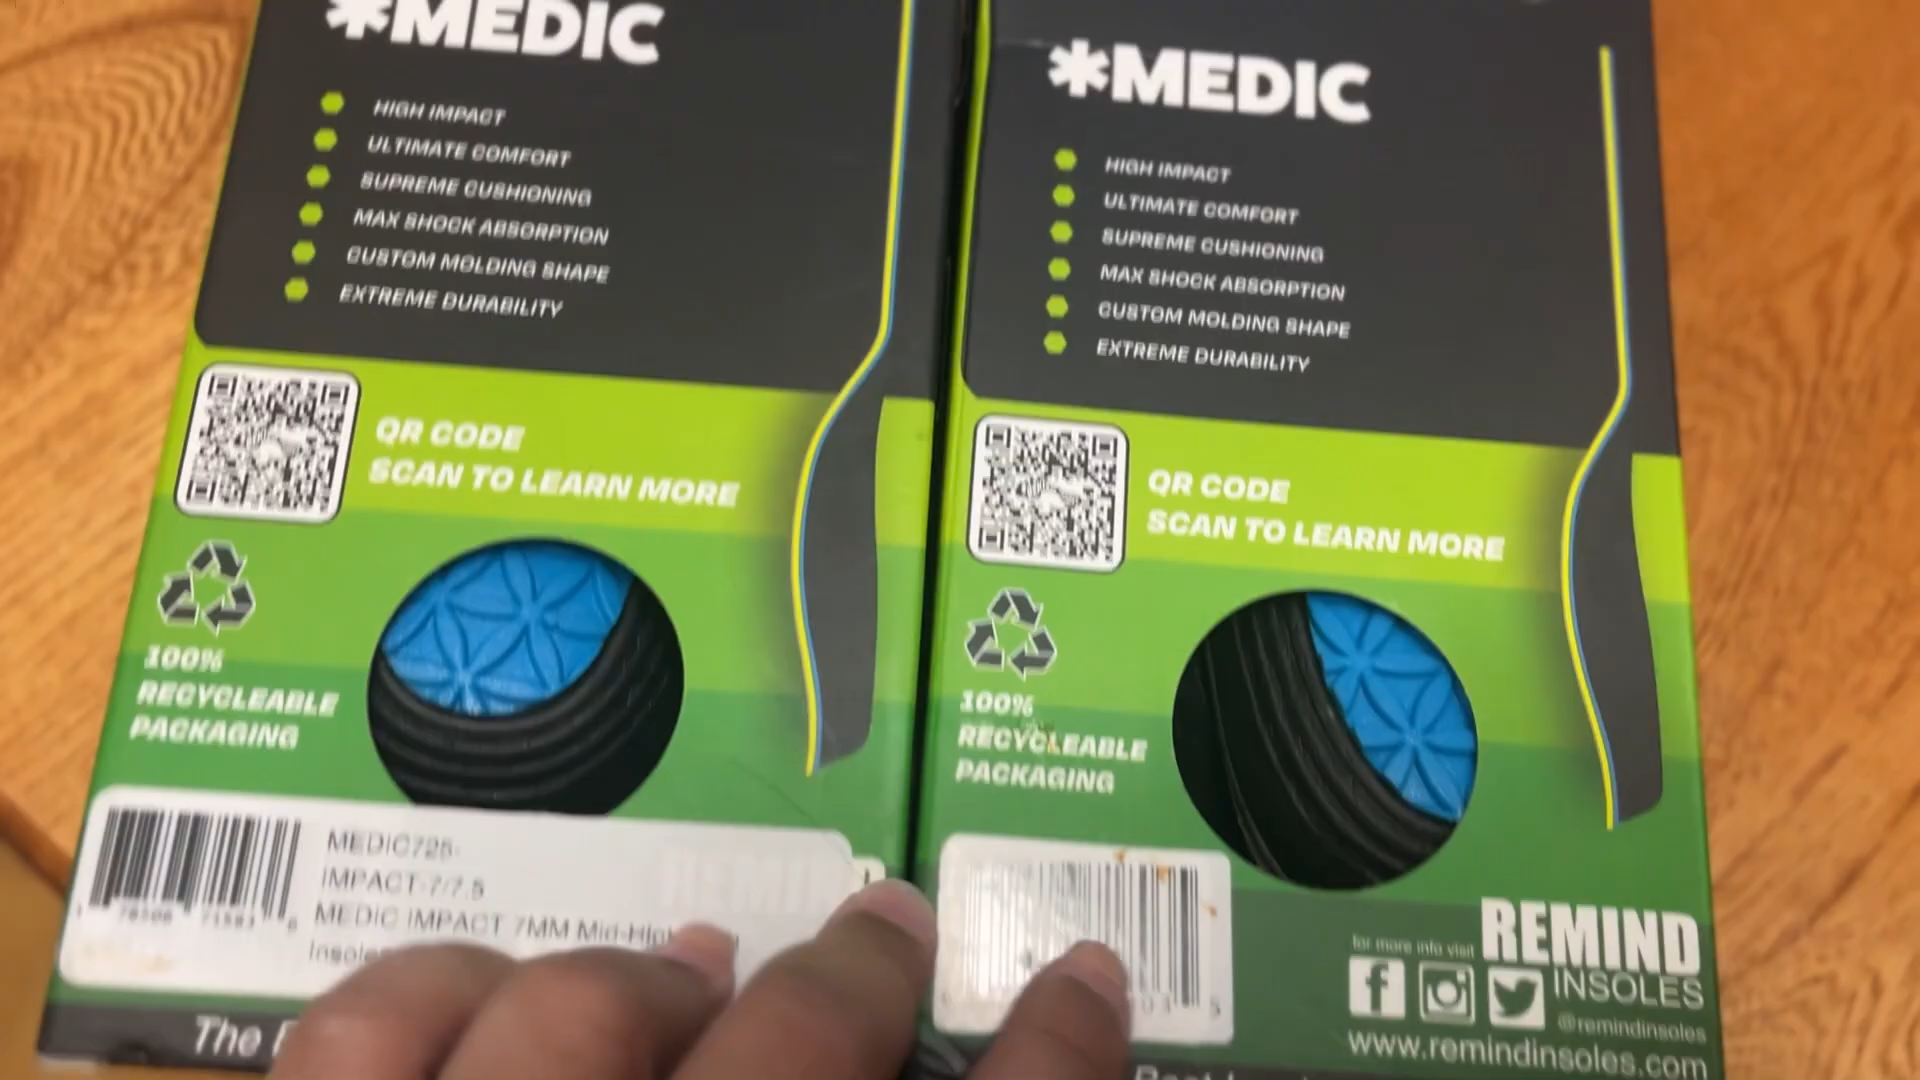 *MEDIC
HIGH IMPACT
ULTIMATE COMFORT
SUPREME CUSHIONING
MAX SHOCK ABSORPTION
CUSTOM MOLDING SHAPE
EXTREME DURABILITY
QR CODE
SCAN TO LEARN MORE
100%
RECYCLEABLE
PACKAGING
MEDIC725-
IMPACT-7/7.5
MEDIC IMPACT 7MM Mid-High
The
*MEDIC
HIGH IMPACT
ULTIMATE COMFORT
SUPREME CUSHIONING
MAX SHOCK ABSORPTION
CUSTOM MOLDING SHAPE
EXTREME DURABILITY
QR CODE
SCAN TO LEARN MORE
100%
RECYCLEABLE
PACKAGING
for more info visit
REMIND
INSOLES
@remindinsoles
www.remindinsoles.com